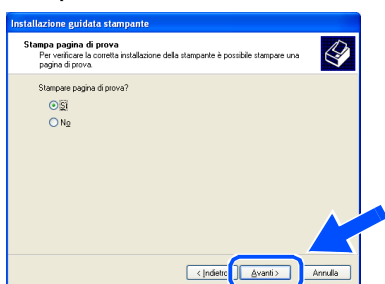 Installazione guidata stampante
Stampa pagina di prova
Per verificare la corretta installazione della stampante è possibile stampare una
pagina di prova.
Stampare pagina di prova?
Sì
No
< Indietro
Avanti >
Annulla